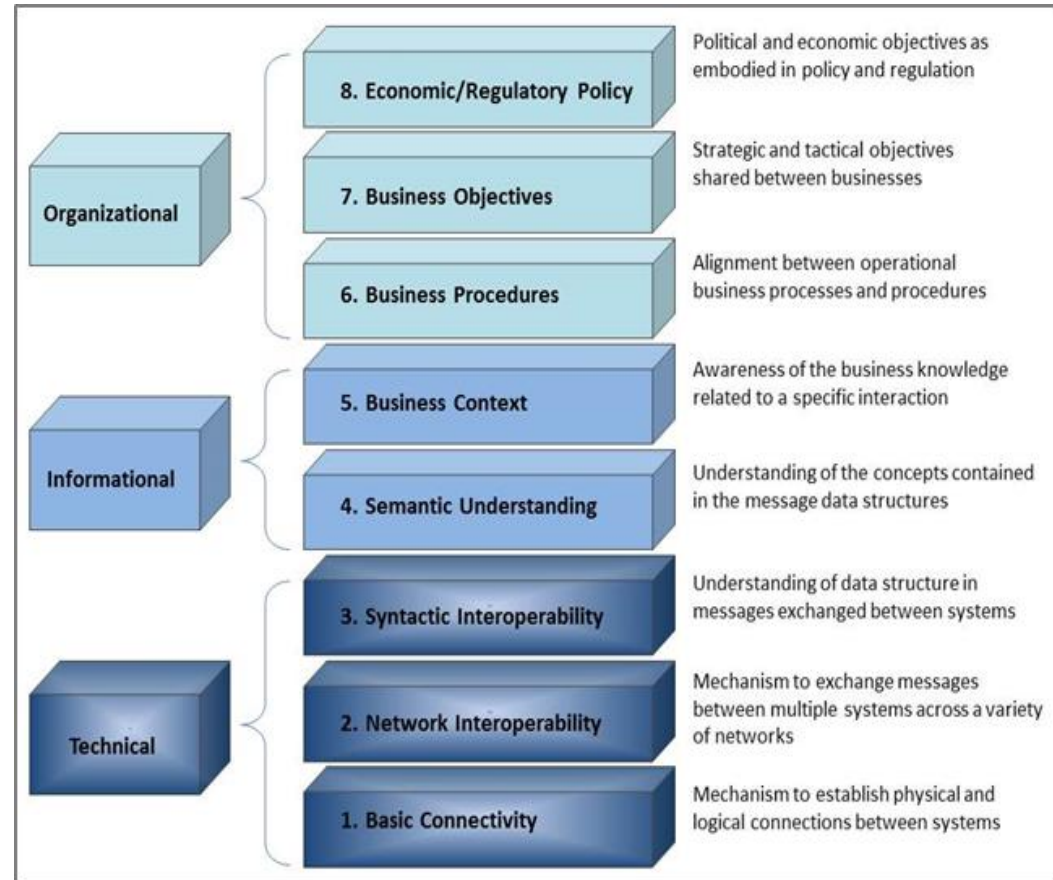 Organizational
8. Economic/Regulatory Policy
Political and economic objectives as
embodied in policy and regulation
7. Business Objectives
Strategic and tactical objectives
shared between businesses
6. Business Procedures
Alignment between operational
business processes and procedures
Informational
5. Business Context
Awareness of the business knowledge
related to a specific interaction
4. Semantic Understanding
Understanding of the concepts contained
in the message data structures
Technical
3. Syntactic Interoperability
Understanding of data structure in
messages exchanged between systems
2. Network Interoperability
Mechanism to exchange messages
between multiple systems across a variety
of networks
1. Basic Connectivity
Mechanism to establish physical and
logical connections between systems